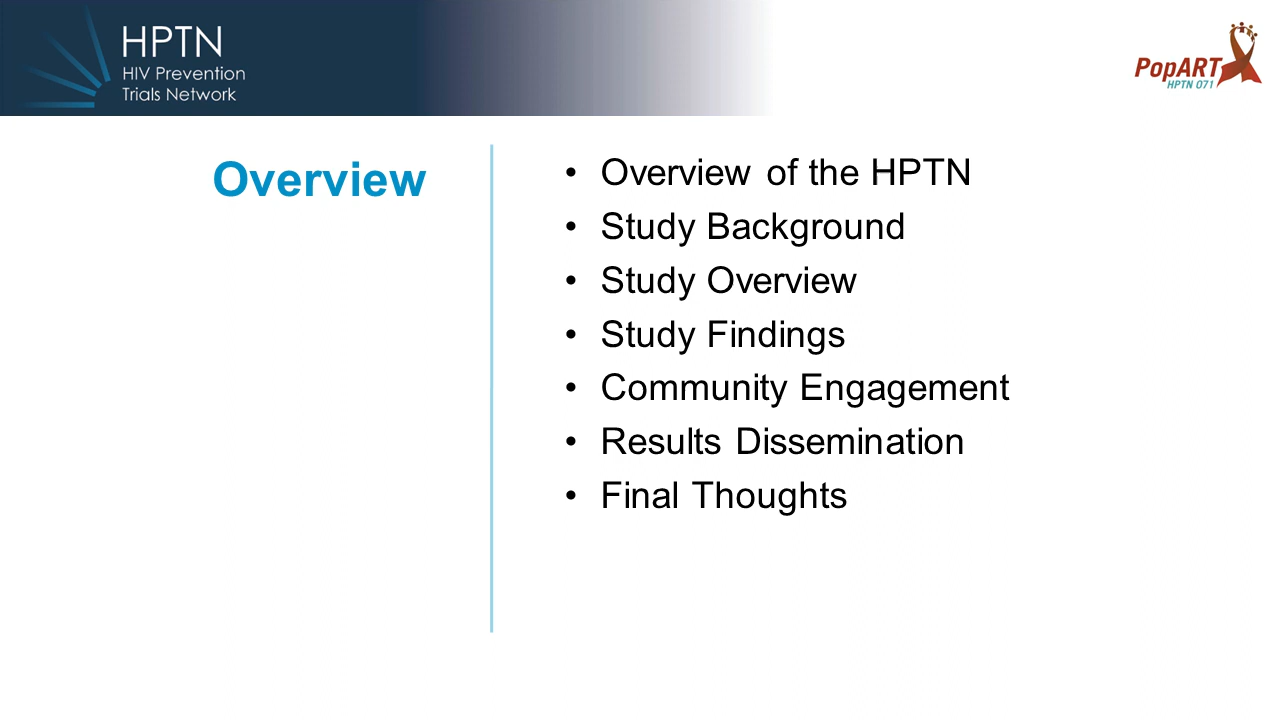 HPTN
HIV Prevention
Trials Network
PopART
HPTN 071
Overview
• Overview of the HPTN
• Study Background
• Study Overview
• Study Findings
• Community Engagement
• Results Dissemination
• Final Thoughts